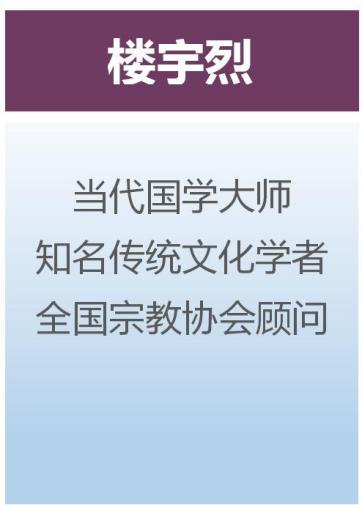 楼宇烈
当代国学大师
知名传统文化学者
全国宗教协会顾问